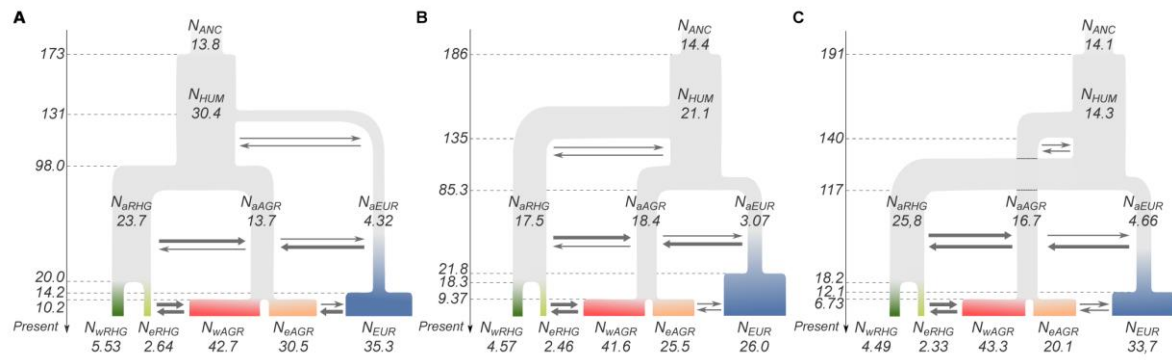 A
N_ANC
13.8
173
N_HUM
30.4
131
98.0
N_aRHG
23.7
N_aAGR
13.7
N_aEUR
4.32
20.0
14.2
10.2
Present
N_wRHG
5.53
N_eRHG
2.64
N_wAGR
42.7
N_eAGR
30.5
N_EUR
35.3
B
N_ANC
14.4
186
N_HUM
21.1
135
85.3
N_aRHG
17.5
N_aAGR
18.4
N_aEUR
3.07
21.8
18.3
9.37
Present
N_wRHG
4.57
N_eRHG
2.46
N_wAGR
41.6
N_eAGR
25.5
N_EUR
26.0
C
N_ANC
14.1
191
N_HUM
14.3
140
117
N_aRHG
25,8
N_aAGR
16.7
N_aEUR
4.66
18.2
12.1
6.73
Present
N_wRHG
4.49
N_eRHG
2.33
N_wAGR
43.3
N_eAGR
20.1
N_EUR
33,7